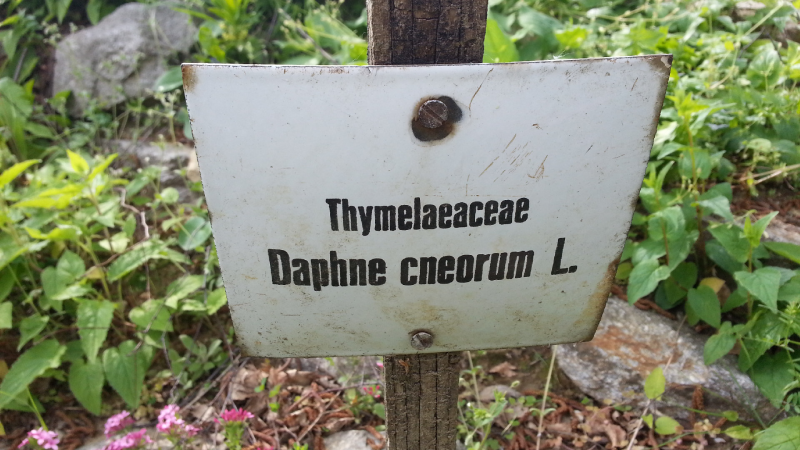 Thymelaeaceae
Daphne cneorum L.